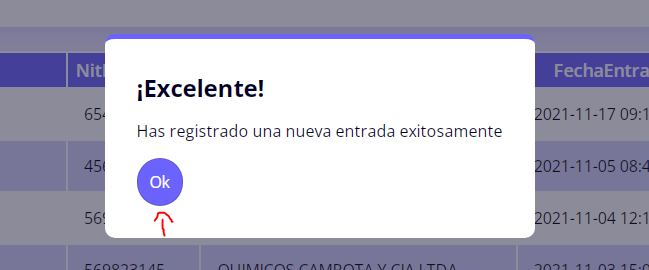 NitI
FechaEntra
¡Excelente!
654
2021-11-17 09:1
Has registrado una nueva entrada exitosamente
456
2021-11-05 08:4
Ok
569
2021-11-04 12:1
569823145
QUIMICOS CAMPOTA Y CIA LTDA
2021-11-03 15:0